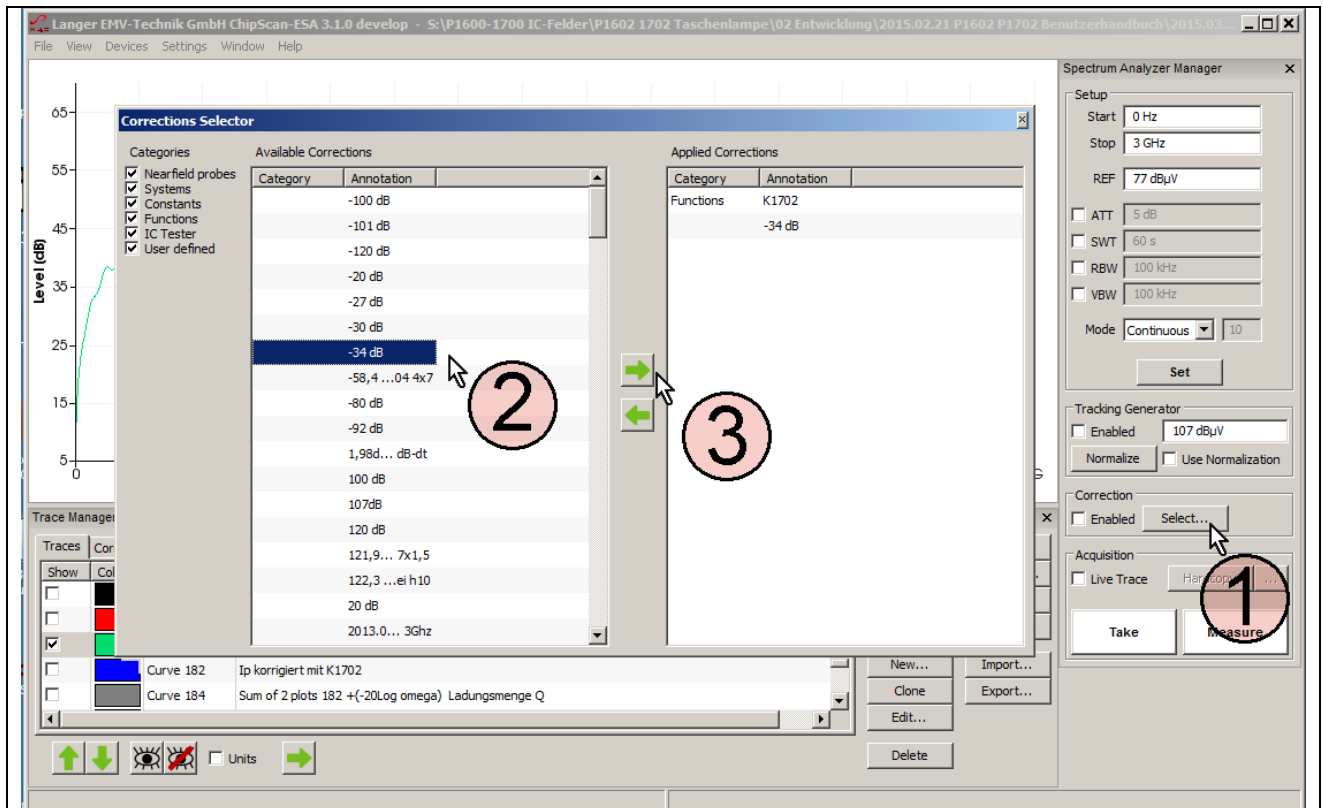 Langer EMV-Technik GmbH ChipScan-ESA 3.1.0 develop - S:\P1600-1700 IC-Felder\P1602 1702 Taschenlampe\02 Entwicklung\2015.02.21 P1602 P1702 Benutzerhandbuch\2015.03....
File View Devices Settings Window Help
Level (dB)
65
55
45
35
25
15
5
0
G
Corrections Selector
Categories
Nearfield probes
Systems
Constants
Functions
IC Tester
User defined
Available Corrections
Category Annotation
-100 dB
-101 dB
-120 dB
-20 dB
-27 dB
-30 dB
-34 dB
-58,4 ...04 4x7
-80 dB
-92 dB
1,98d... dB-dt
100 dB
107dB
120 dB
121,9... 7x1,5
122,3 ...ei h10
20 dB
2013.0... 3Ghz
2
3
Applied Corrections
Category Annotation
Functions K1702
-34 dB
Spectrum Analyzer Manager
Setup
Start 0 Hz
Stop 3 GHz
REF 77 dBµV
ATT 5 dB
SWT 60 s
RBW 100 kHz
VBW 100 kHz
Mode Continuous 10
Set
Tracking Generator
Enabled 107 dBµV
Normalize Use Normalization
Correction
Enabled Select...
Acquisition
Live Trace ...
1
Take Measure
Trace Manager
Traces Cor
Show Col
Curve 182 Ip korrigiert mit K1702
Curve 184 Sum of 2 plots 182 +(-20Log omega) Ladungsmenge Q
Units
New... Import...
Clone Export...
Edit...
Delete